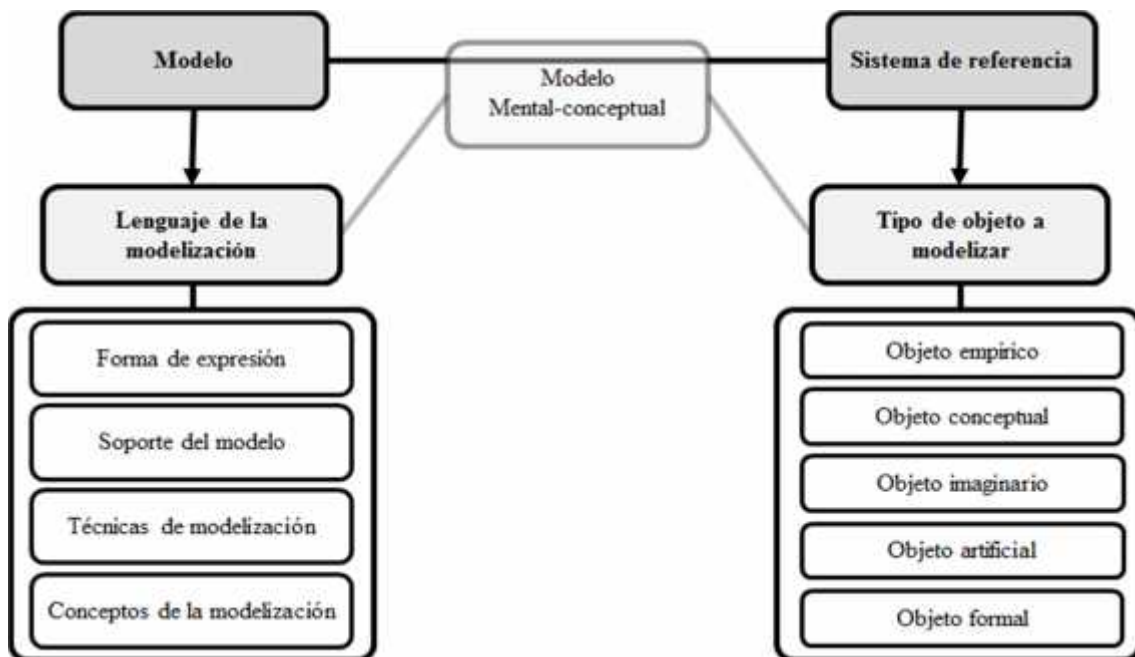 Modelo
Modelo
Mental-conceptual
Sistema de referencia
Lenguaje de la
modelización
Tipo de objeto a
modelizar
Forma de expresión
Soporte del modelo
Técnicas de modelización
Conceptos de la modelización
Objeto empírico
Objeto conceptual
Objeto imaginario
Objeto artificial
Objeto formal